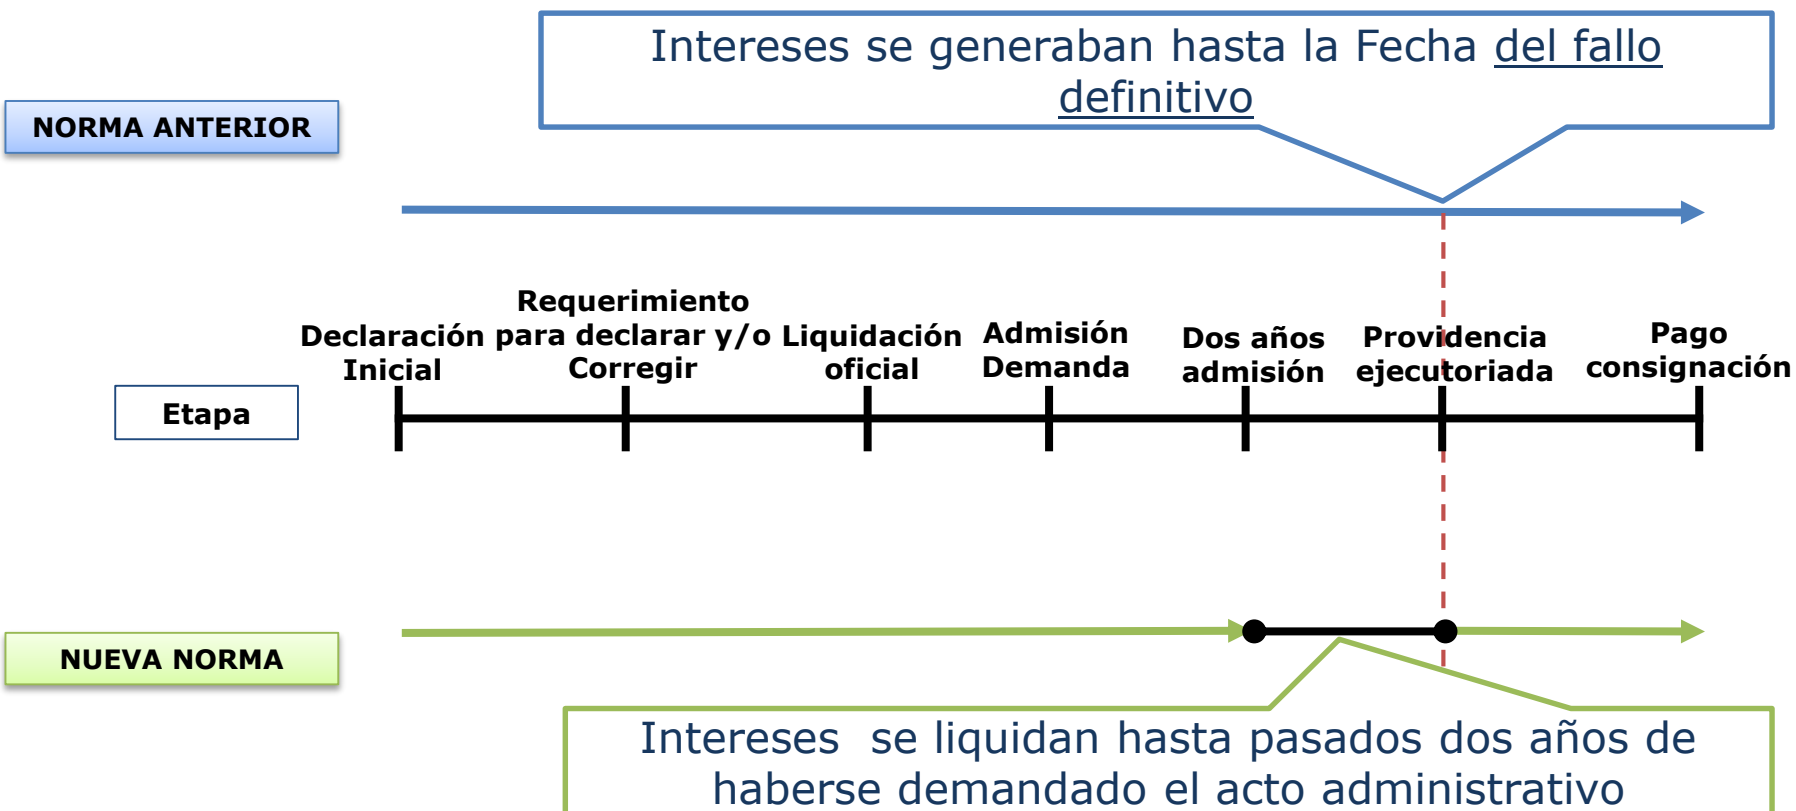 Intereses se generaban hasta la Fecha del fallo
definitivo
NORMA ANTERIOR
Declaración
Inicial
Requerimiento
para declarar y/o
Corregir
Liquidación
oficial
Admisión
Demanda
Dos años
admisión
Providencia
ejecutoriada
Pago
consignación
Etapa
NUEVA NORMA
Intereses  se liquidan hasta pasados dos años de
haberse demandado el acto administrativo